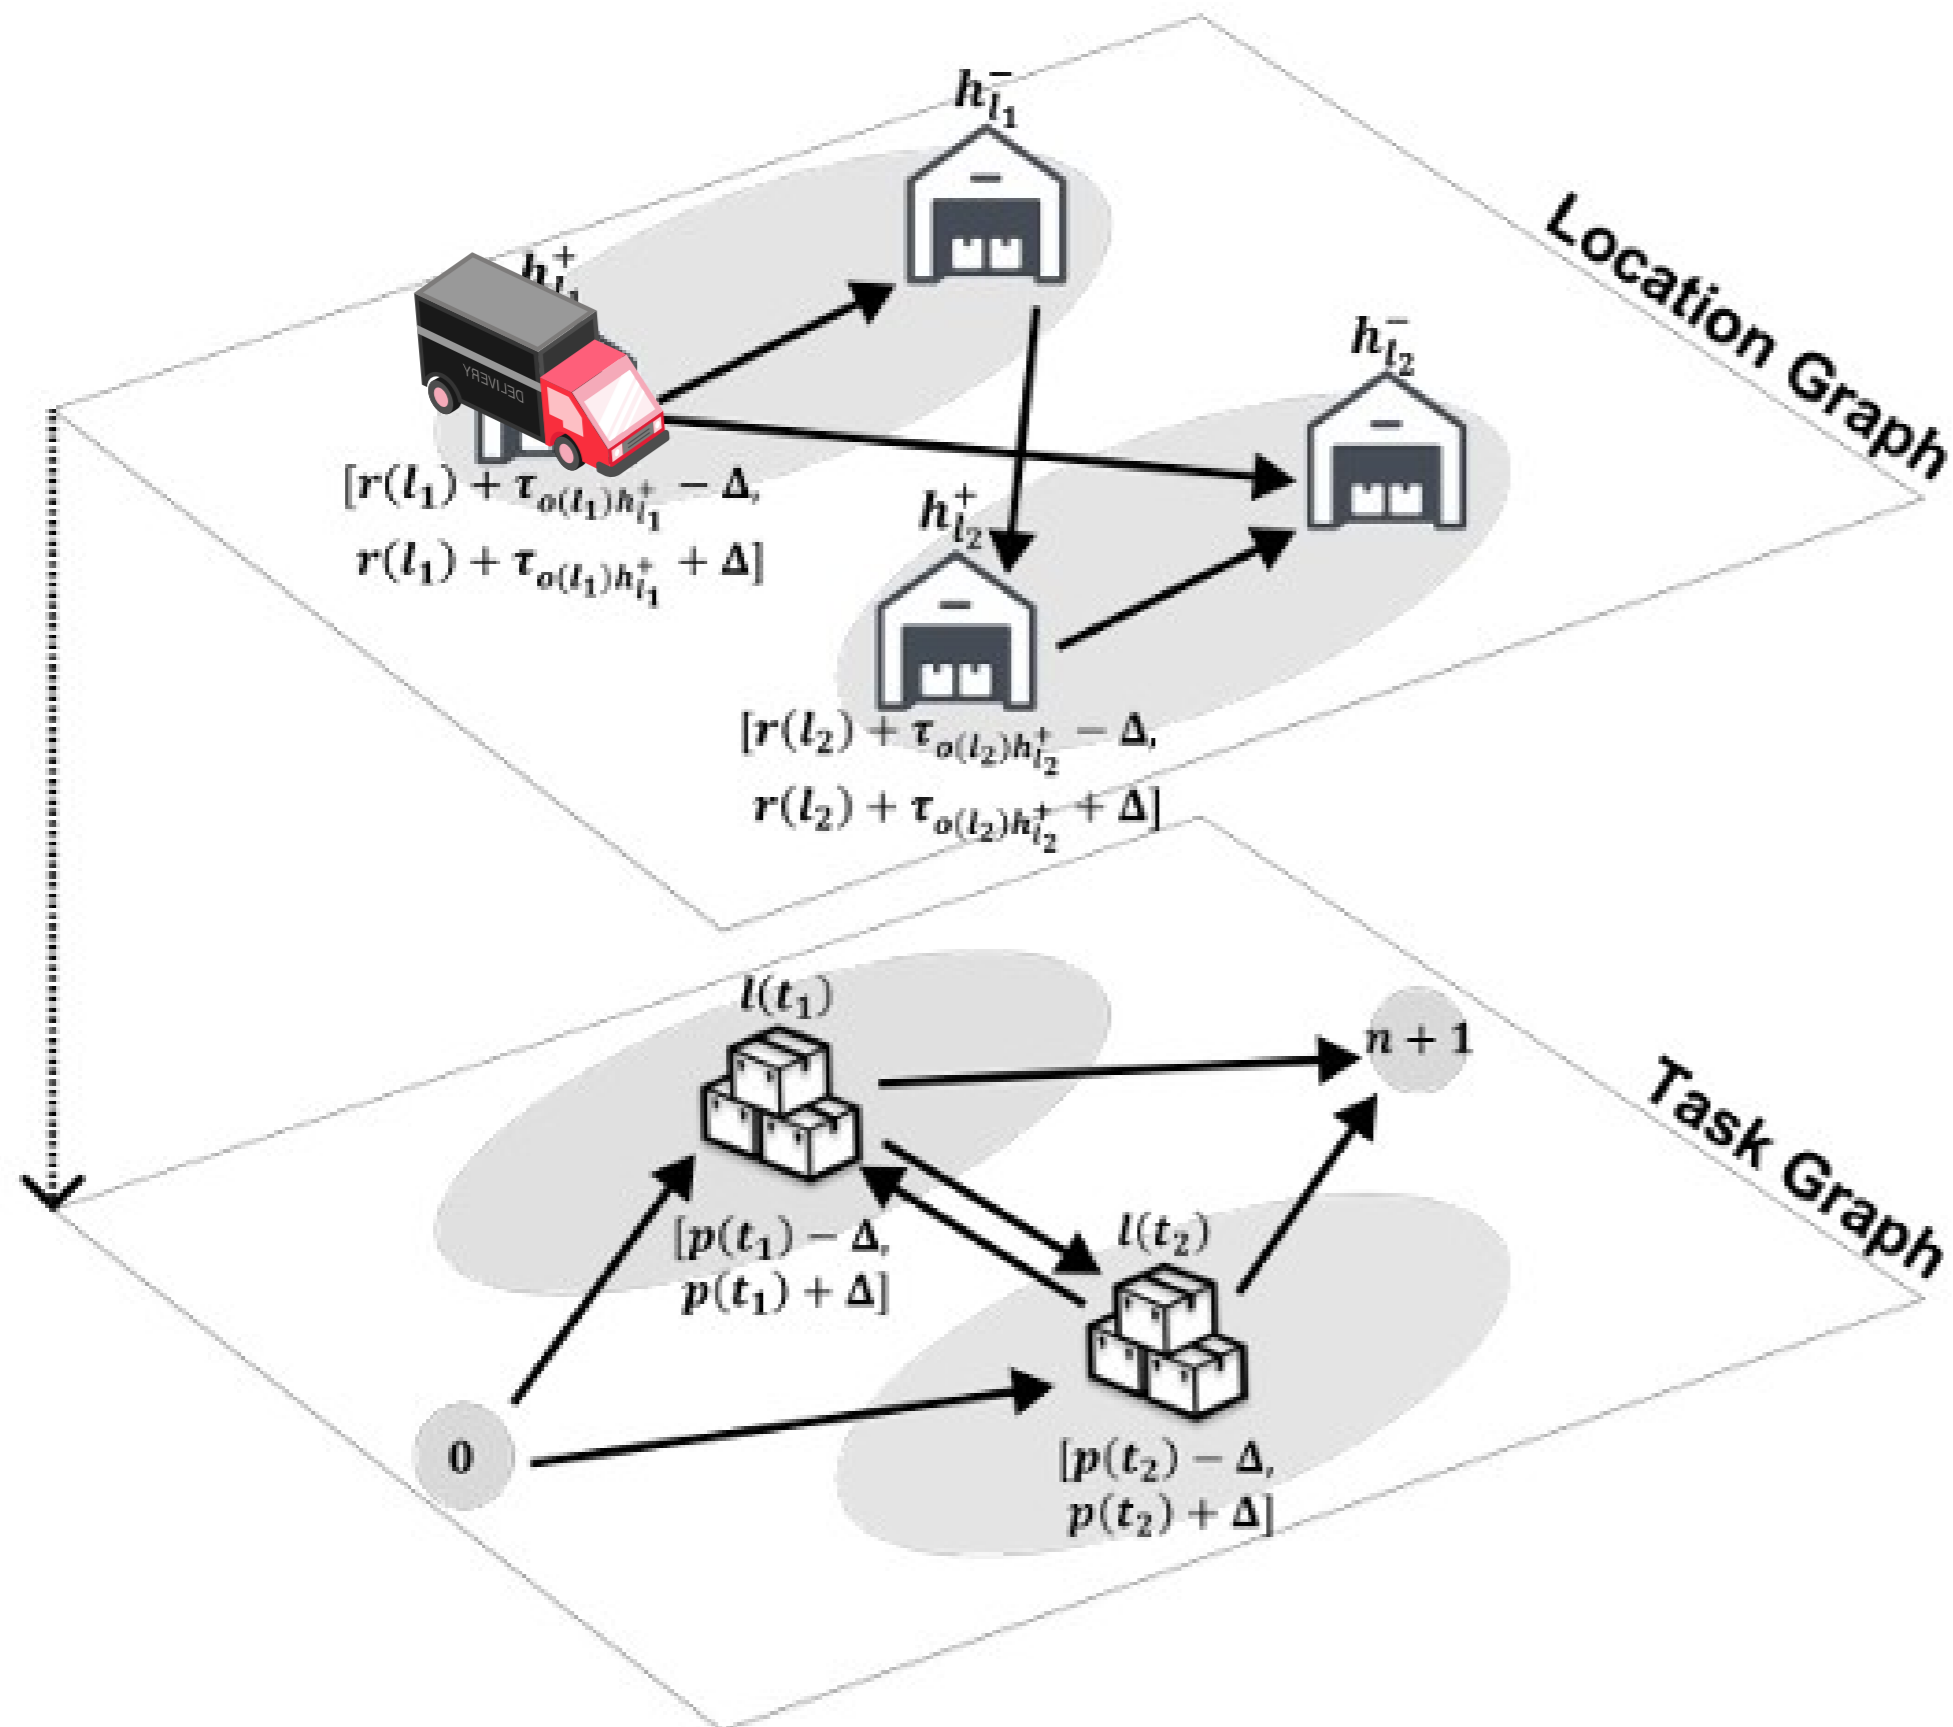 h⁻_{l₁}
Location Graph
h⁺_{l₁}
DELIVERY
h⁻_{l₂}
[r(l₁) + τ_{o(l₁)h⁺_{l₁}} − Δ,
r(l₁) + τ_{o(l₁)h⁺_{l₁}} + Δ]
h⁺_{l₂}
[r(l₂) + τ_{o(l₂)h⁺_{l₂}} − Δ,
r(l₂) + τ_{o(l₂)h⁺_{l₂}} + Δ]
l(t₁)
n + 1
Task Graph
[p(t₁) − Δ,
p(t₁) + Δ]
l(t₂)
0
[p(t₂) − Δ,
p(t₂) + Δ]